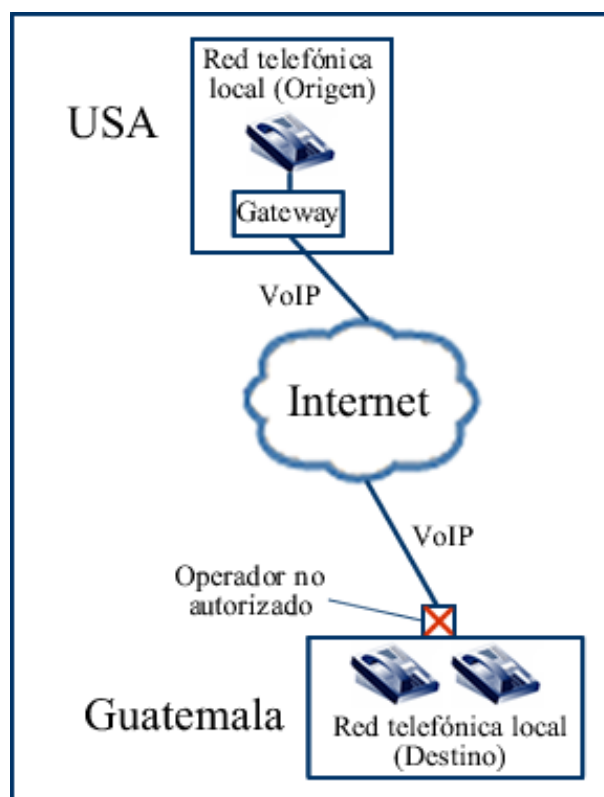 Red telefónica
local (Origen)
USA
Gateway
VoIP
Internet
VoIP
Operador no
autorizado
Guatemala
Red telefónica local
(Destino)